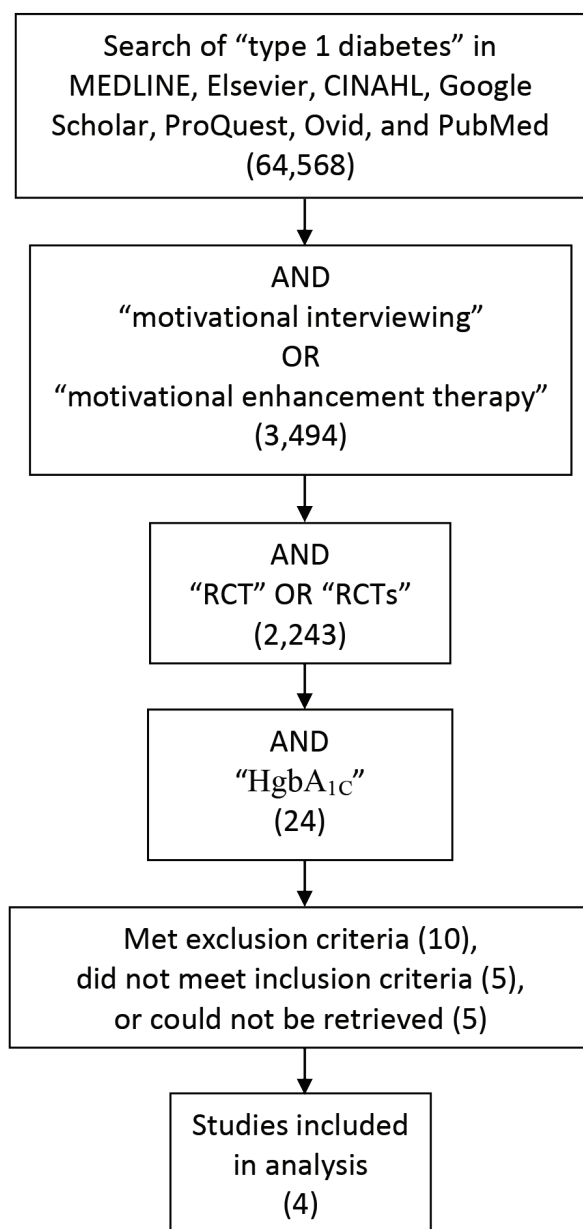 Search of “type 1 diabetes” in
MEDLINE, Elsevier, CINAHL, Google
Scholar, ProQuest, Ovid, and PubMed
(64,568)
AND
“motivational interviewing”
OR
“motivational enhancement therapy”
(3,494)
AND
“RCT” OR “RCTs”
(2,243)
AND
“HgbA1C”
(24)
Met exclusion criteria (10),
did not meet inclusion criteria (5),
or could not be retrieved (5)
Studies included
in analysis
(4)